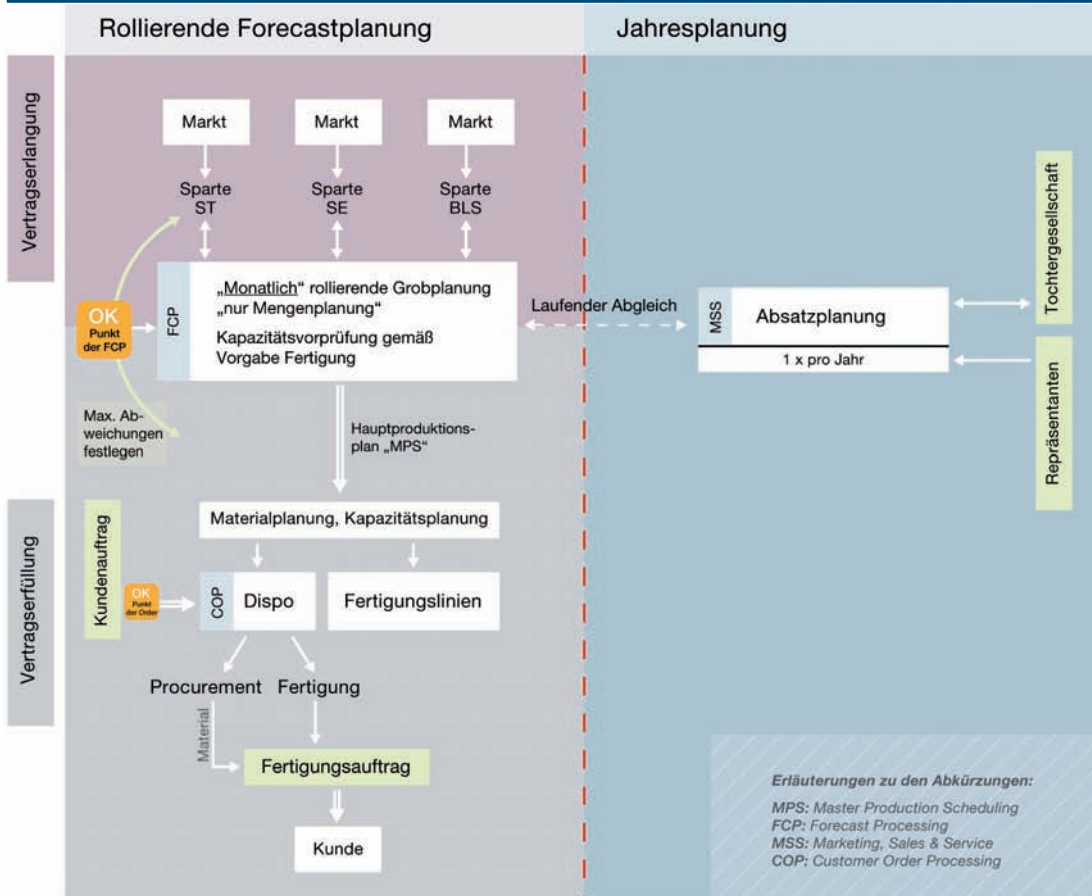 Rollierende Forecastplanung
Jahresplanung
Vertragserlangung
Markt
Markt
Markt
Sparte
ST
Sparte
SE
Sparte
BLS
OK
Punkt
der FCP
FCP
„Monatlich“ rollierende Grobplanung
„nur Mengenplanung“
Kapazitätsvorprüfung gemäß
Vorgabe Fertigung
Laufender Abgleich
MSS
Absatzplanung
1 x pro Jahr
Tochtergesellschaft
Repräsentanten
Max. Ab-
weichungen
festlegen
Hauptproduktions-
plan „MPS“
Vertragserfüllung
Kundenauftrag
OK
Punkt
der Order
Materialplanung, Kapazitätsplanung
COP
Dispo
Fertigungslinien
Procurement
Fertigung
Material
Fertigungsauftrag
Kunde
Erläuterungen zu den Abkürzungen:
MPS: Master Production Scheduling
FCP: Forecast Processing
MSS: Marketing, Sales & Service
COP: Customer Order Processing